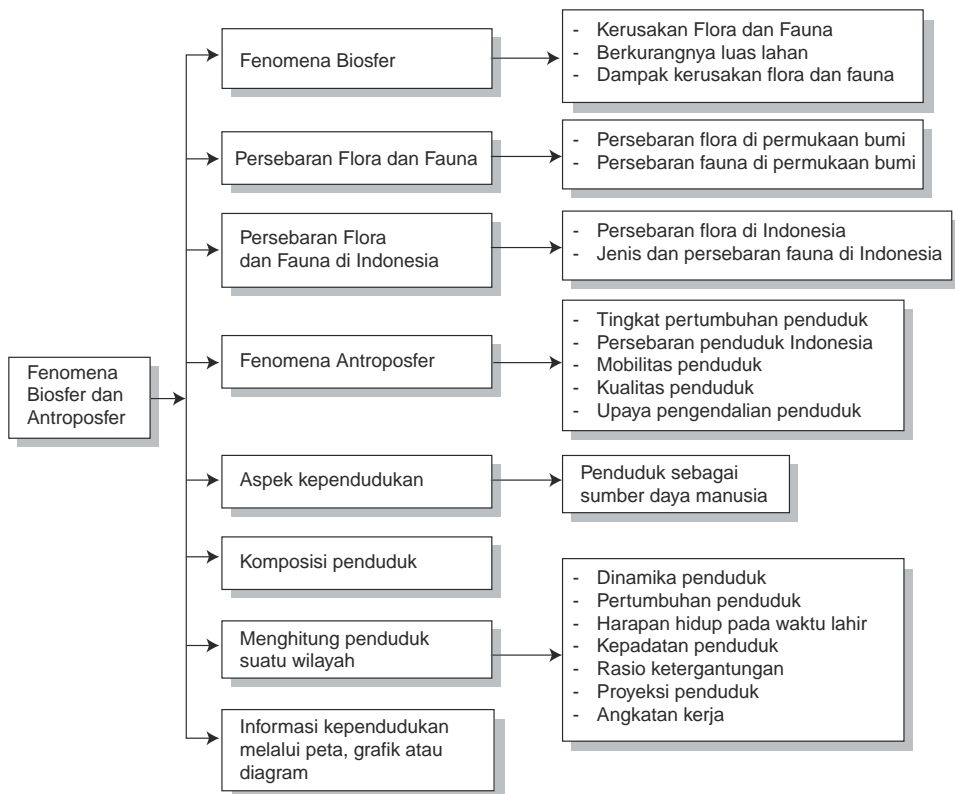 Fenomena
Biosfer dan
Antroposfer
Fenomena Biosfer
- Kerusakan Flora dan Fauna
- Berkurangnya luas lahan
- Dampak kerusakan flora dan fauna
Persebaran Flora dan Fauna
- Persebaran flora di permukaan bumi
- Persebaran fauna di permukaan bumi
Persebaran Flora
dan Fauna di Indonesia
- Persebaran flora di Indonesia
- Jenis dan persebaran fauna di Indonesia
Fenomena Antroposfer
- Tingkat pertumbuhan penduduk
- Persebaran penduduk Indonesia
- Mobilitas penduduk
- Kualitas penduduk
- Upaya pengendalian penduduk
Aspek kependudukan
Penduduk sebagai
sumber daya manusia
Komposisi penduduk
Menghitung penduduk
suatu wilayah
- Dinamika penduduk
- Pertumbuhan penduduk
- Harapan hidup pada waktu lahir
- Kepadatan penduduk
- Rasio ketergantungan
- Proyeksi penduduk
- Angkatan kerja
Informasi kependudukan
melalui peta, grafik atau
diagram